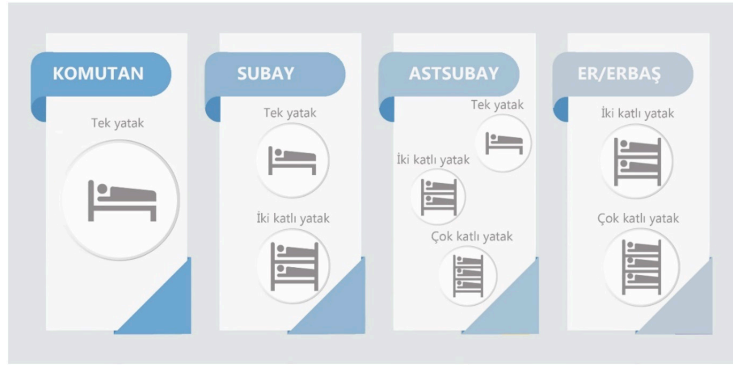 KOMUTAN
Tek yatak
SUBAY
Tek yatak
İki katlı yatak
ASTSUBAY
Tek yatak
İki katlı yatak
Çok katlı yatak
ER/ERBAŞ
İki katlı yatak
Çok katlı yatak